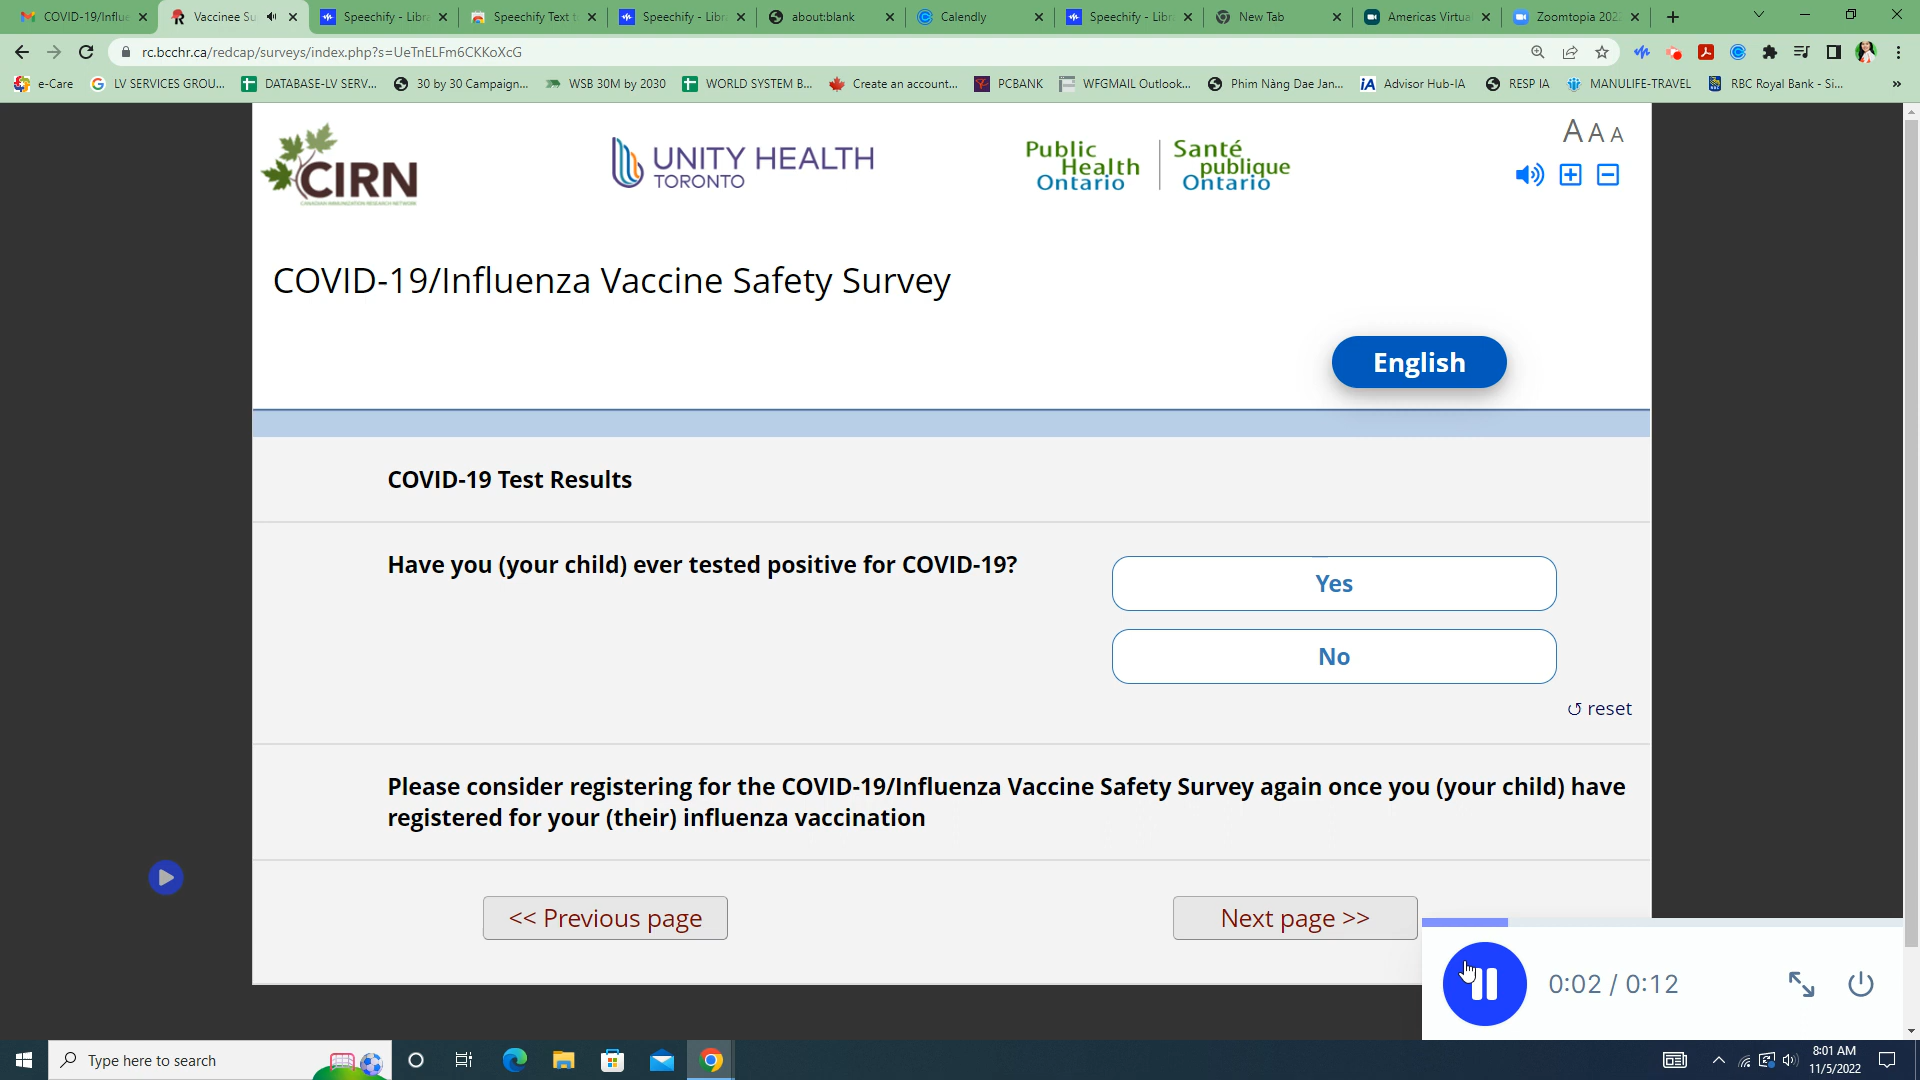 COVID-19/Influe
Vaccinee Su
Speechify - Libr
Speechify Text t
Speechify - Libr
about:blank
Calendly
Speechify - Libr
New Tab
Americas Virtua
Zoomtopia 202
rc.bcchr.ca/redcap/surveys/index.php?s=UeTnELFm6CKKoXcG
e-Care
LV SERVICES GROU...
DATABASE-LV SERV...
30 by 30 Campaign...
WSB 30M by 2030
WORLD SYSTEM B...
Create an account...
PCBANK
WFGMAIL Outlook...
Phim Nàng Dae Jan...
iA Advisor Hub-IA
RESP IA
MANULIFE-TRAVEL
RBC Royal Bank - Si...
»
CIRN
CANADIAN IMMUNIZATION RESEARCH NETWORK
UNITY HEALTH
TORONTO
Public
Health
Ontario
Santé
publique
Ontario
A A A
COVID-19/Influenza Vaccine Safety Survey
English
COVID-19 Test Results
Have you (your child) ever tested positive for COVID-19?
Yes
No
reset
Please consider registering for the COVID-19/Influenza Vaccine Safety Survey again once you (your child) have
registered for your (their) influenza vaccination
<< Previous page
Next page >>
0:02 / 0:12
Type here to search
8:01 AM
11/5/2022